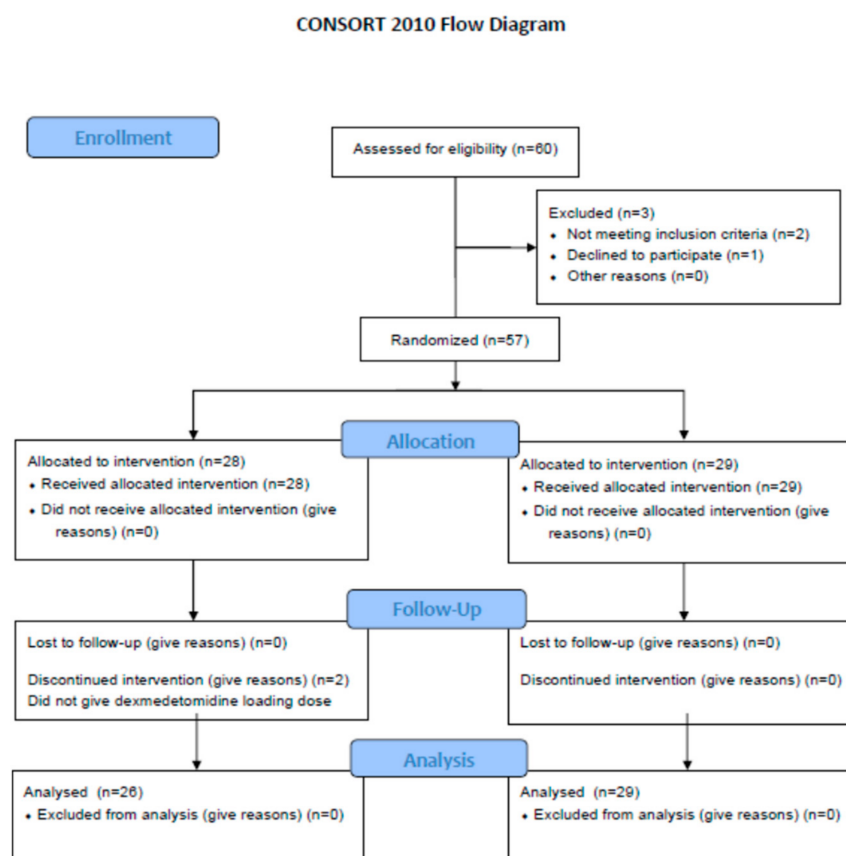 CONSORT 2010 Flow Diagram
Enrollment
Assessed for eligibility (n=60)
Excluded (n=3)
• Not meeting inclusion criteria (n=2)
• Declined to participate (n=1)
• Other reasons (n=0)
Randomized (n=57)
Allocation
Allocated to intervention (n=28)
• Received allocated intervention (n=28)
• Did not receive allocated intervention (give
reasons) (n=0)
Allocated to intervention (n=29)
• Received allocated intervention (n=29)
• Did not receive allocated intervention (give
reasons) (n=0)
Follow-Up
Lost to follow-up (give reasons) (n=0)
Discontinued intervention (give reasons) (n=2)
Did not give dexmedetomidine loading dose
Lost to follow-up (give reasons) (n=0)
Discontinued intervention (give reasons) (n=0)
Analysis
Analysed (n=26)
• Excluded from analysis (give reasons) (n=0)
Analysed (n=29)
• Excluded from analysis (give reasons) (n=0)